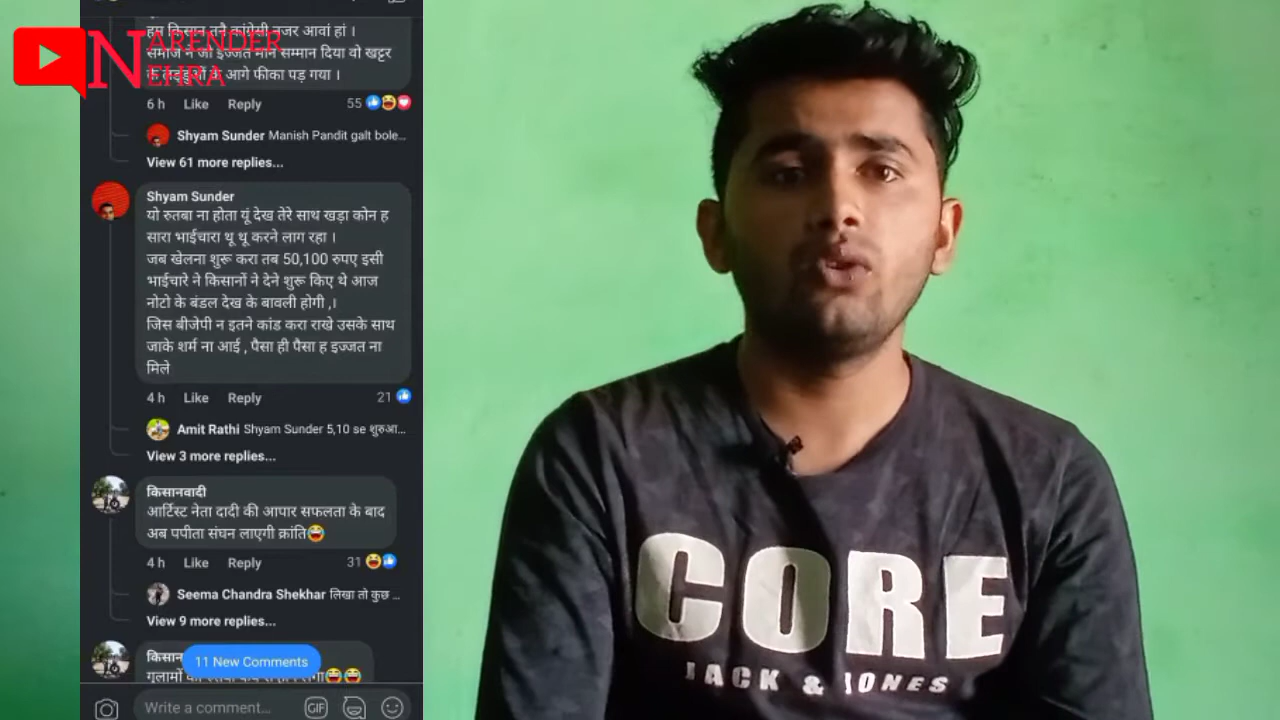 NARENDER
NEHRA
हम किसान तनै कांग्रेसी नजर आवां हां ।
समाज न जो इज्जत मान सम्मान दिया वो खट्टर
के लड्डुओं के आगे फीका पड़ गया ।
6 h Like Reply 55
Shyam Sunder Manish Pandit galt bole...
View 61 more replies...
Shyam Sunder
यो रुतबा ना होता यूं देख तेरे साथ खड़ा कोन ह
सारा भाईचारा थू थू करने लाग रहा ।
जब खेलना शुरू करा तब 50,100 रुपए इसी
भाईचारे ने किसानों ने देने शुरू किए थे आज
नोटो के बंडल देख के बावली होगी ,।
जिस बीजेपी न इतने कांड करा राखे उसके साथ
जाके शर्म ना आई , पैसा ही पैसा ह इज्जत ना
मिले
4 h Like Reply 21
Amit Rathi Shyam Sunder 5,10 se शुरुआ...
View 3 more replies...
किसानवादी
आर्टिस्ट नेता दादी की आपार सफलता के बाद
अब पपीता संघन लाएगी क्रांति😂
4 h Like Reply 31
Seema Chandra Shekhar लिखा तो कुछ ...
View 9 more replies...
किसान
11 New Comments
गुलामों
Write a comment...
GIF
CORE
JACK & JONES